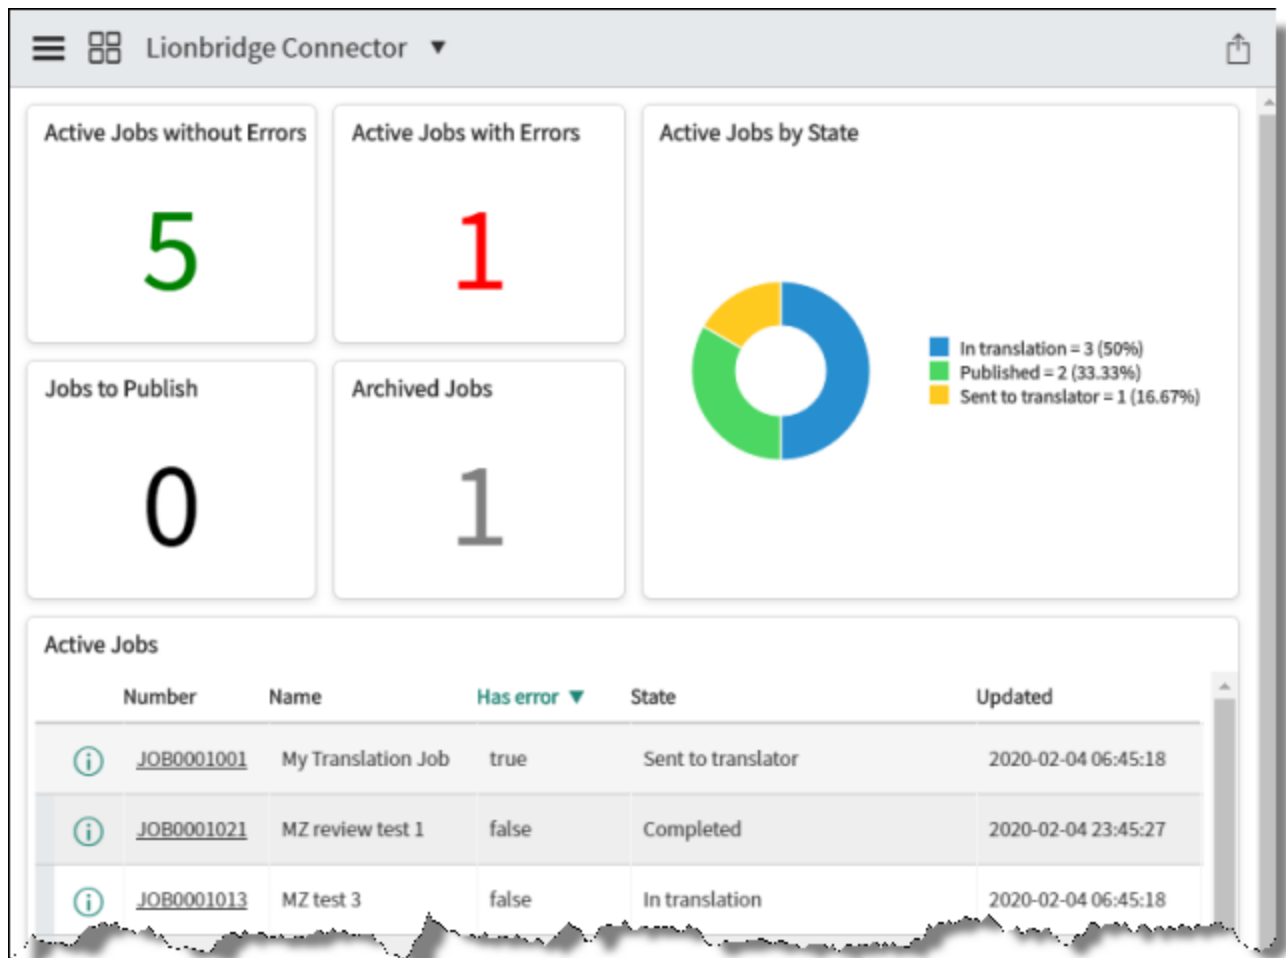 Lionbridge Connector
Active Jobs without Errors
5
Active Jobs with Errors
1
Active Jobs by State
In translation = 3 (50%)
Published = 2 (33.33%)
Sent to translator = 1 (16.67%)
Jobs to Publish
0
Archived Jobs
1
Active Jobs
Number Name Has error State Updated
JOB0001001 My Translation Job true Sent to translator 2020-02-04 06:45:18
JOB0001021 MZ review test 1 false Completed 2020-02-04 23:45:27
JOB0001013 MZ test 3 false In translation 2020-02-04 06:45:18